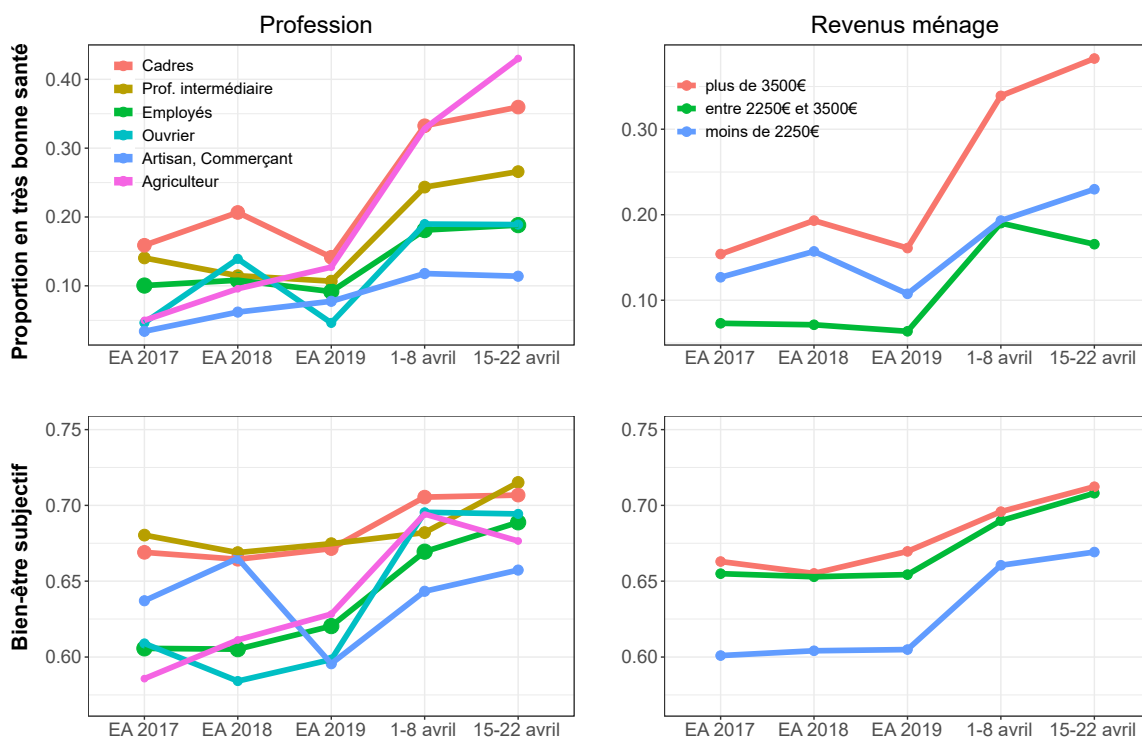 Profession
Revenus ménage
Proportion en très bonne santé
0.40
0.30
0.20
0.10
Cadres
Prof. intermédiaire
Employés
Ouvrier
Artisan, Commerçant
Agriculteur
EA 2017 EA 2018 EA 2019 1-8 avril 15-22 avril
0.30
0.20
0.10
plus de 3500€
entre 2250€ et 3500€
moins de 2250€
EA 2017 EA 2018 EA 2019 1-8 avril 15-22 avril
Bien-être subjectif
0.75
0.70
0.65
0.60
EA 2017 EA 2018 EA 2019 1-8 avril 15-22 avril
0.75
0.70
0.65
0.60
EA 2017 EA 2018 EA 2019 1-8 avril 15-22 avril